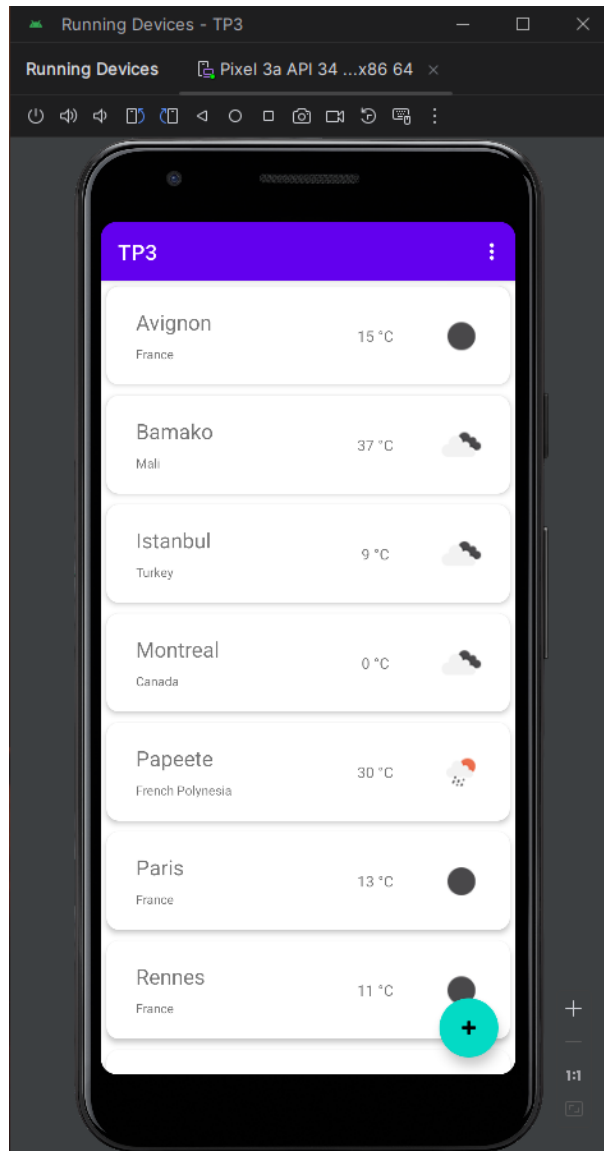 Running Devices - TP3
Running Devices Pixel 3a API 34 ...x86 64
TP3
Avignon
15 °C
France
Bamako
37 °C
Mali
Istanbul
9 °C
Turkey
Montreal
0 °C
Canada
Papeete
30 °C
French Polynesia
Paris
13 °C
France
Rennes
11 °C
France
+
1:1